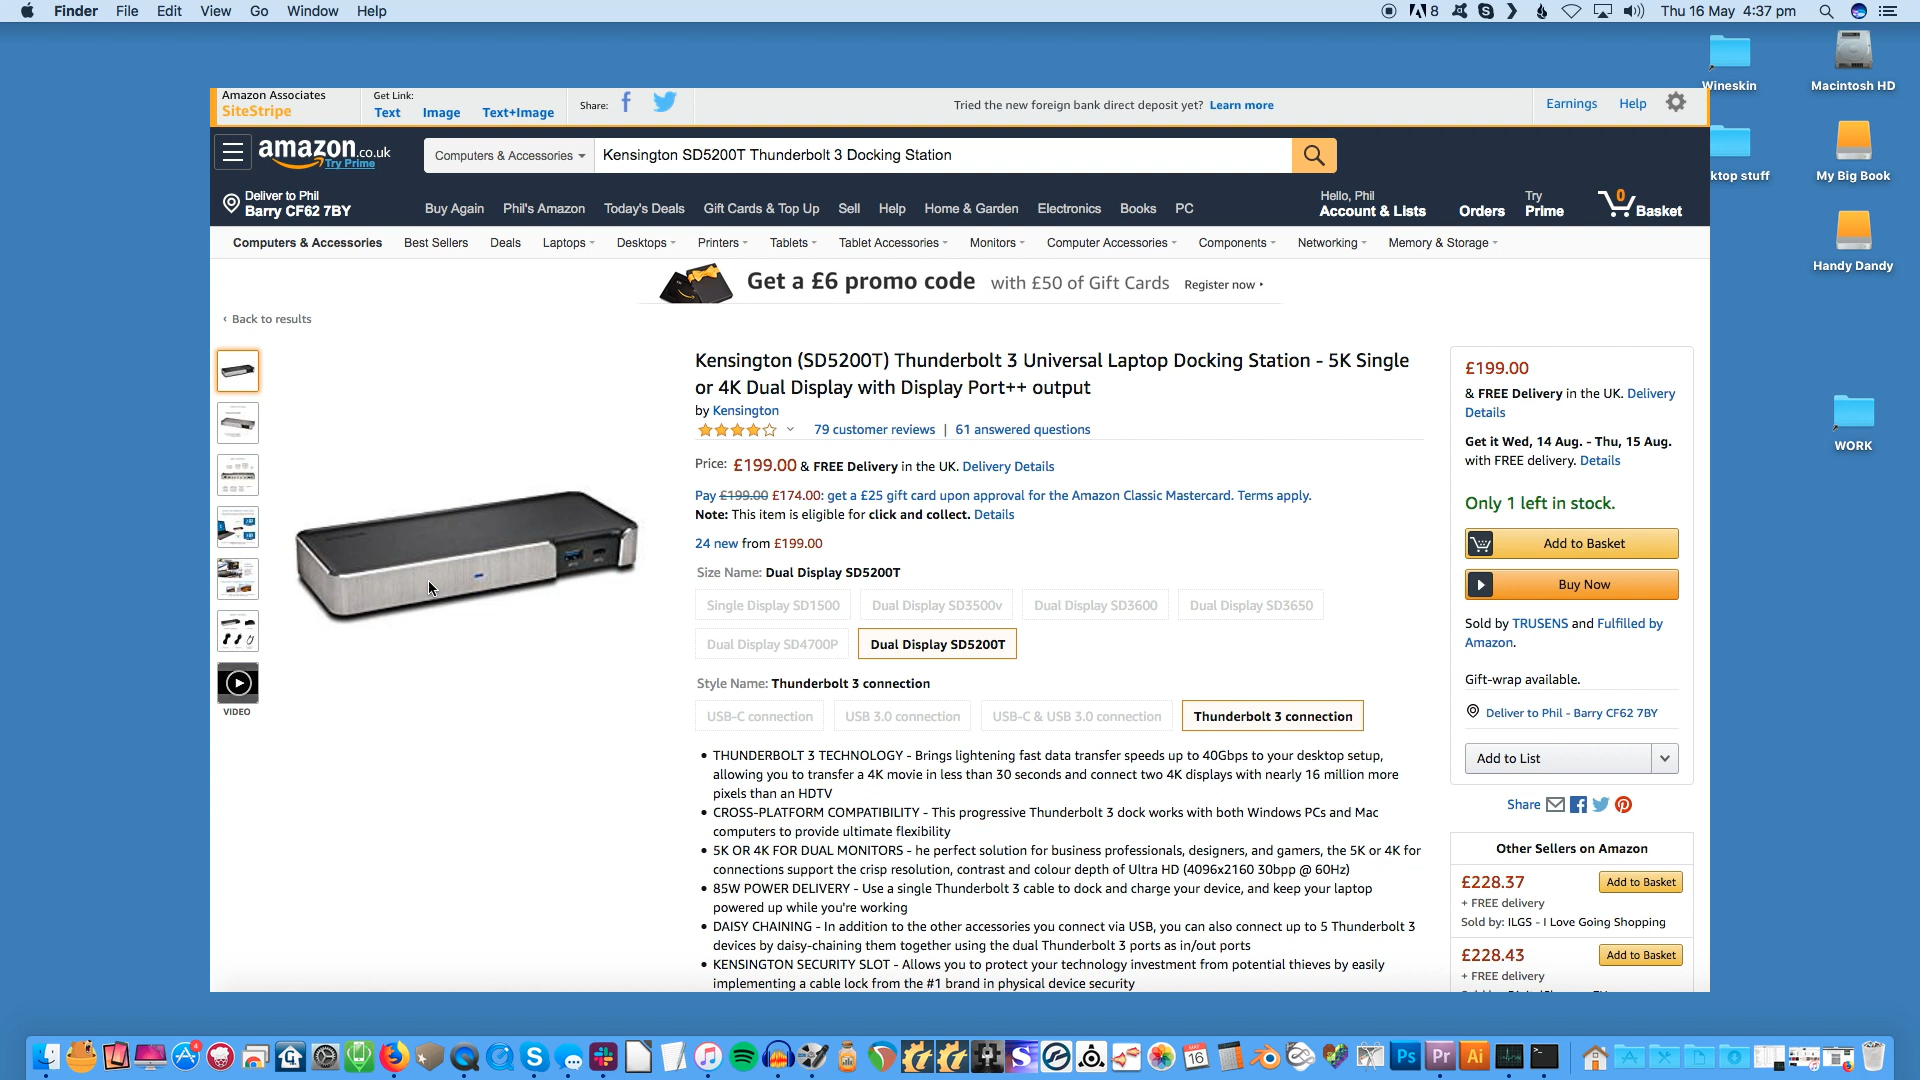 Finder File Edit View Go Window Help
8
Thu 16 May 4:37 pm
Wineskin
Macintosh HD
ktop stuff
My Big Book
Handy Dandy
WORK
Amazon Associates
SiteStripe
Get Link:
Text Image Text+Image
Share:
Tried the new foreign bank direct deposit yet? Learn more
Earnings Help
amazon.co.uk
Try Prime
Computers & Accessories
Kensington SD5200T Thunderbolt 3 Docking Station
Deliver to Phil
Barry CF62 7BY
Buy Again Phil's Amazon Today's Deals Gift Cards & Top Up Sell Help Home & Garden Electronics Books PC
Hello, Phil
Account & Lists
Orders
Try
Prime
0
Basket
Computers & Accessories Best Sellers Deals Laptops Desktops Printers Tablets Tablet Accessories Monitors Computer Accessories Components Networking Memory & Storage
Get a £6 promo code with £50 of Gift Cards Register now
‹ Back to results
VIDEO
Kensington (SD5200T) Thunderbolt 3 Universal Laptop Docking Station - 5K Single
or 4K Dual Display with Display Port++ output
by Kensington
79 customer reviews | 61 answered questions
Price: £199.00 & FREE Delivery in the UK. Delivery Details
Pay £199.00 £174.00: get a £25 gift card upon approval for the Amazon Classic Mastercard. Terms apply.
Note: This item is eligible for click and collect. Details
24 new from £199.00
Size Name: Dual Display SD5200T
Single Display SD1500 Dual Display SD3500v Dual Display SD3600 Dual Display SD3650
Dual Display SD4700P Dual Display SD5200T
Style Name: Thunderbolt 3 connection
USB-C connection USB 3.0 connection USB-C & USB 3.0 connection Thunderbolt 3 connection
• THUNDERBOLT 3 TECHNOLOGY - Brings lightening fast data transfer speeds up to 40Gbps to your desktop setup,
allowing you to transfer a 4K movie in less than 30 seconds and connect two 4K displays with nearly 16 million more
pixels than an HDTV
• CROSS-PLATFORM COMPATIBILITY - This progressive Thunderbolt 3 dock works with both Windows PCs and Mac
computers to provide ultimate flexibility
• 5K OR 4K FOR DUAL MONITORS - he perfect solution for business professionals, designers, and gamers, the 5K or 4K for
connections support the crisp resolution, contrast and colour depth of Ultra HD (4096x2160 30bpp @ 60Hz)
• 85W POWER DELIVERY - Use a single Thunderbolt 3 cable to dock and charge your device, and keep your laptop
powered up while you're working
• DAISY CHAINING - In addition to the other accessories you connect via USB, you can also connect up to 5 Thunderbolt 3
devices by daisy-chaining them together using the dual Thunderbolt 3 ports as in/out ports
• KENSINGTON SECURITY SLOT - Allows you to protect your technology investment from potential thieves by easily
implementing a cable lock from the #1 brand in physical device security
£199.00
& FREE Delivery in the UK. Delivery
Details
Get it Wed, 14 Aug. - Thu, 15 Aug.
with FREE delivery. Details
Only 1 left in stock.
Add to Basket
Buy Now
Sold by TRUSENS and Fulfilled by
Amazon.
Gift-wrap available.
Deliver to Phil - Barry CF62 7BY
Add to List
Share
Other Sellers on Amazon
£228.37
Add to Basket
+ FREE delivery
Sold by: ILGS - I Love Going Shopping
£228.43
Add to Basket
+ FREE delivery
4
16
Ps Pr Ai